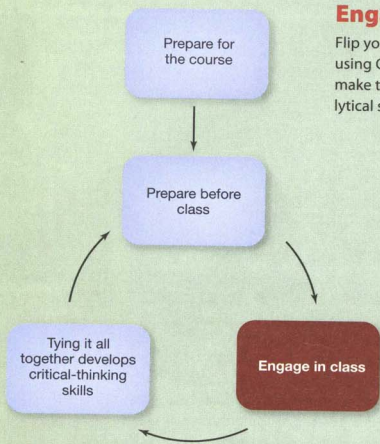 Prepare for
the course
Eng
Flip yo
using
make t
lytical s
Prepare before
class
Tying it all
together develops
critical-thinking
skills
Engage in class